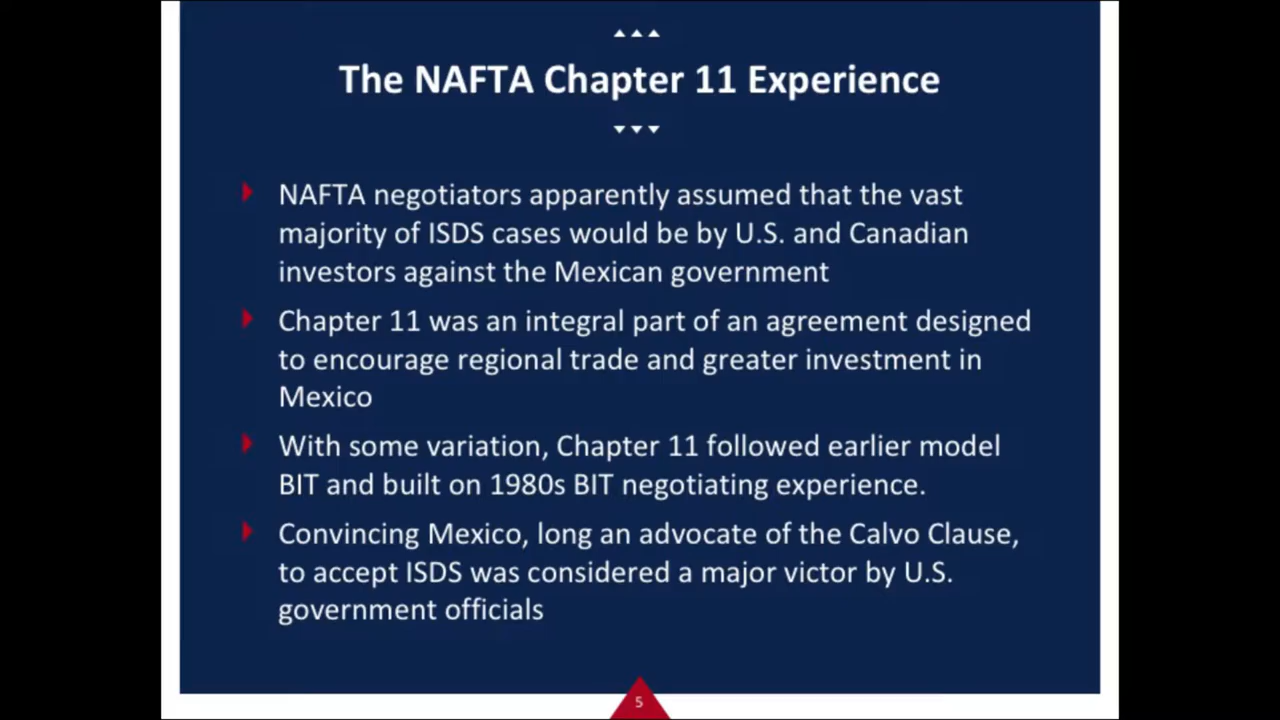 The NAFTA Chapter 11 Experience
NAFTA negotiators apparently assumed that the vast
majority of ISDS cases would be by U.S. and Canadian
investors against the Mexican government
Chapter 11 was an integral part of an agreement designed
to encourage regional trade and greater investment in
Mexico
With some variation, Chapter 11 followed earlier model
BIT and built on 1980s BIT negotiating experience.
Convincing Mexico, long an advocate of the Calvo Clause,
to accept ISDS was considered a major victor by U.S.
government officials
5